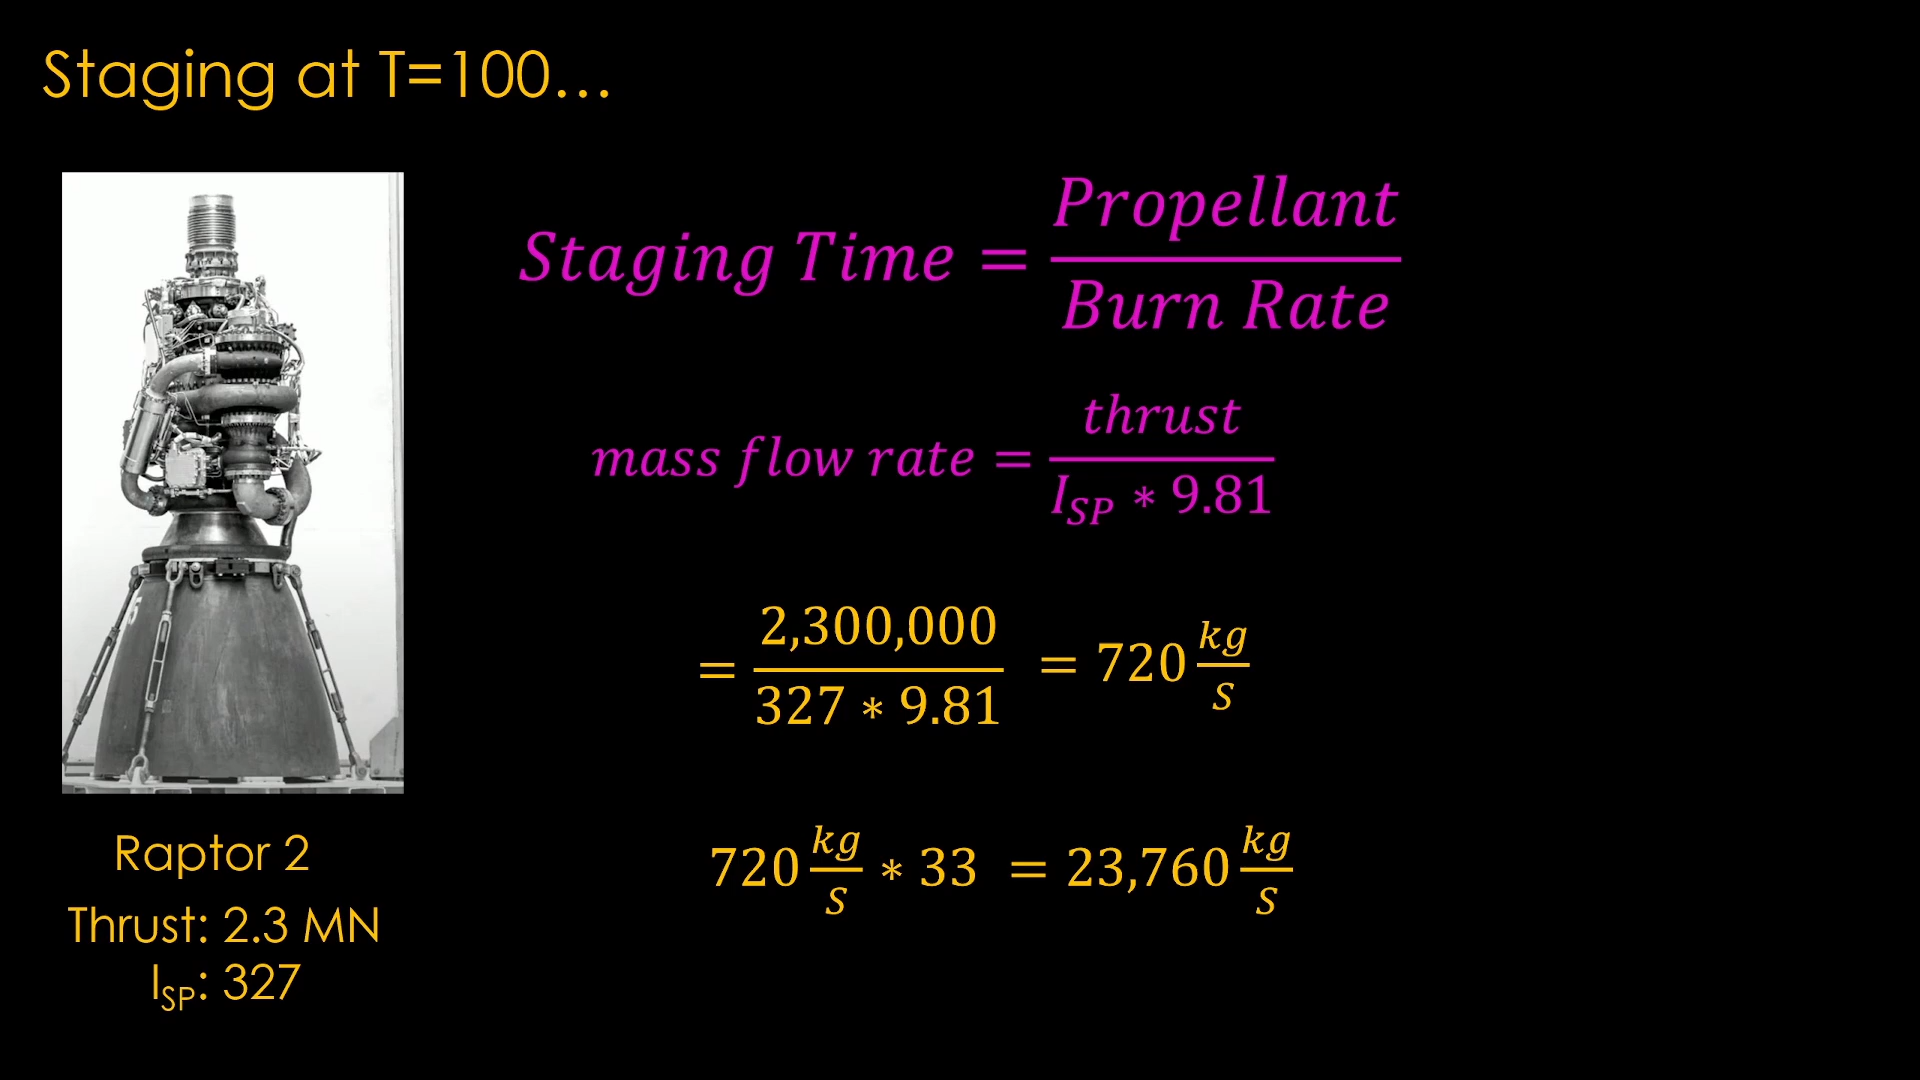 Staging at T=100…
Staging Time = Propellant / Burn Rate
mass flow rate = thrust / I_SP * 9.81
= 2,300,000 / 327 * 9.81 = 720 kg/s
720 kg/s * 33 = 23,760 kg/s
Raptor 2
Thrust: 2.3 MN
I_SP: 327